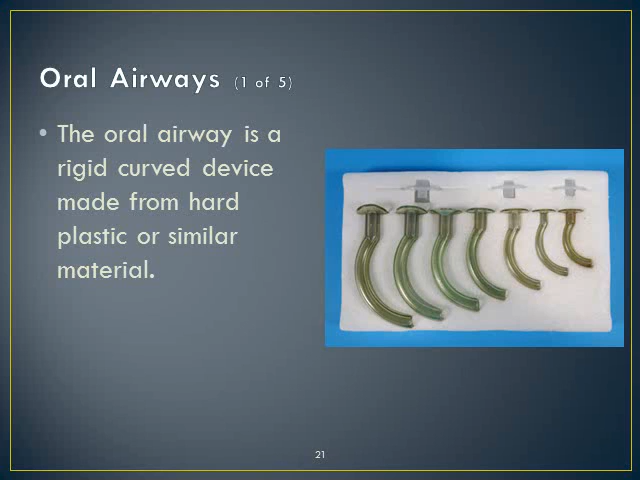 Oral Airways (1 of 5)
• The oral airway is a
rigid curved device
made from hard
plastic or similar
material.
21